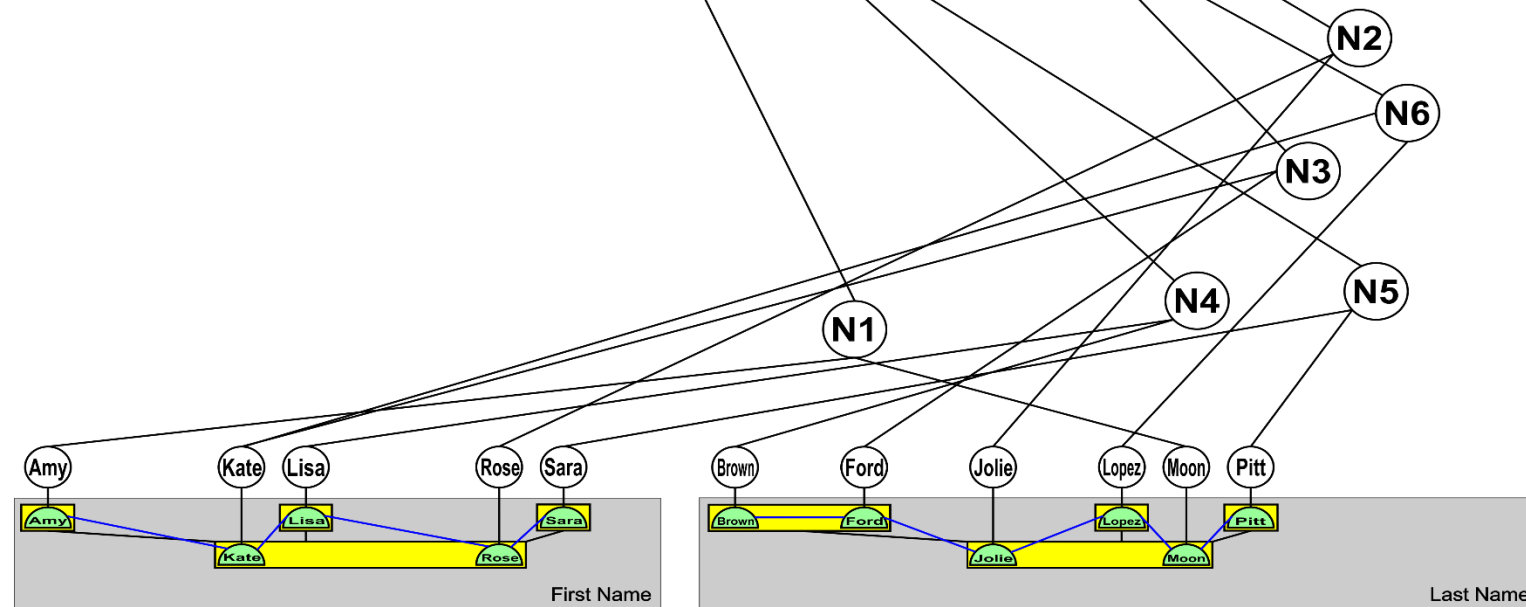 N2
N6
N3
N5
N4
N1
Amy Kate Lisa Rose Sara Brown Ford Jolie Lopez Moon Pitt
Amy Lisa Sara Brown Ford Lopez Pitt
Kate Rose Jolie Moon
First Name Last Name